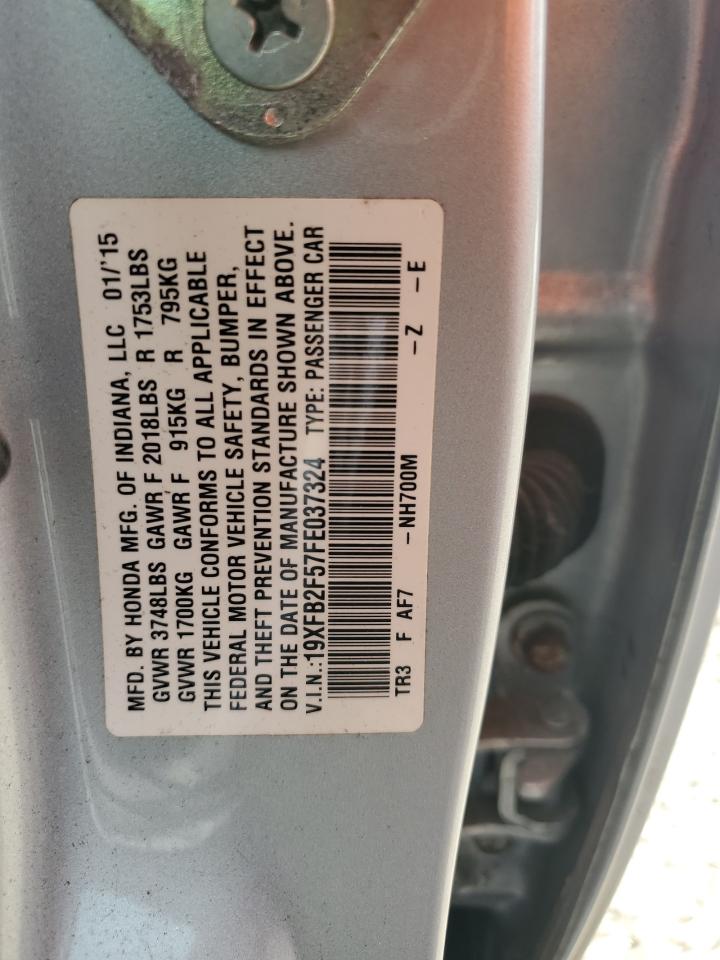 MFD. BY HONDA MFG. OF INDIANA, LLC 01/'15
GVWR 3748LBS GAWR F 2018LBS R 1753LBS
GVWR 1700KG GAWR F 915KG R 795KG
THIS VEHICLE CONFORMS TO ALL APPLICABLE
FEDERAL MOTOR VEHICLE SAFETY, BUMPER,
AND THEFT PREVENTION STANDARDS IN EFFECT
ON THE DATE OF MANUFACTURE SHOWN ABOVE.
V.I.N.:19XFB2F57FE037324 TYPE: PASSENGER CAR
TR3 F AF7 -NH700M -Z -E